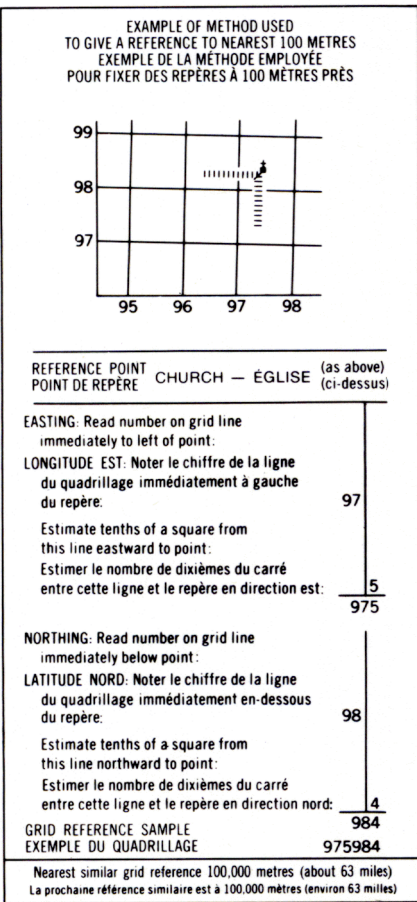 EXAMPLE OF METHOD USED
TO GIVE A REFERENCE TO NEAREST 100 METRES
EXEMPLE DE LA MÉTHODE EMPLOYÉE
POUR FIXER DES REPÈRES À 100 MÈTRES PRÈS
99
98
97
95 96 97 98
REFERENCE POINT
POINT DE REPÈRE
CHURCH — ÉGLISE
(as above)
(ci-dessus)
EASTING: Read number on grid line
immediately to left of point:
LONGITUDE EST: Noter le chiffre de la ligne
du quadrillage immédiatement à gauche
du repère: 97
Estimate tenths of a square from
this line eastward to point:
Estimer le nombre de dixièmes du carré
entre cette ligne et le repère en direction est: 5
975
NORTHING: Read number on grid line
immediately below point:
LATITUDE NORD: Noter le chiffre de la ligne
du quadrillage immédiatement en-dessous
du repère: 98
Estimate tenths of a square from
this line northward to point:
Estimer le nombre de dixièmes du carré
entre cette ligne et le repère en direction nord: 4
984
GRID REFERENCE SAMPLE
EXEMPLE DU QUADRILLAGE 975984
Nearest similar grid reference 100,000 metres (about 63 miles)
La prochaine référence similaire est à 100,000 mètres (environ 63 milles)